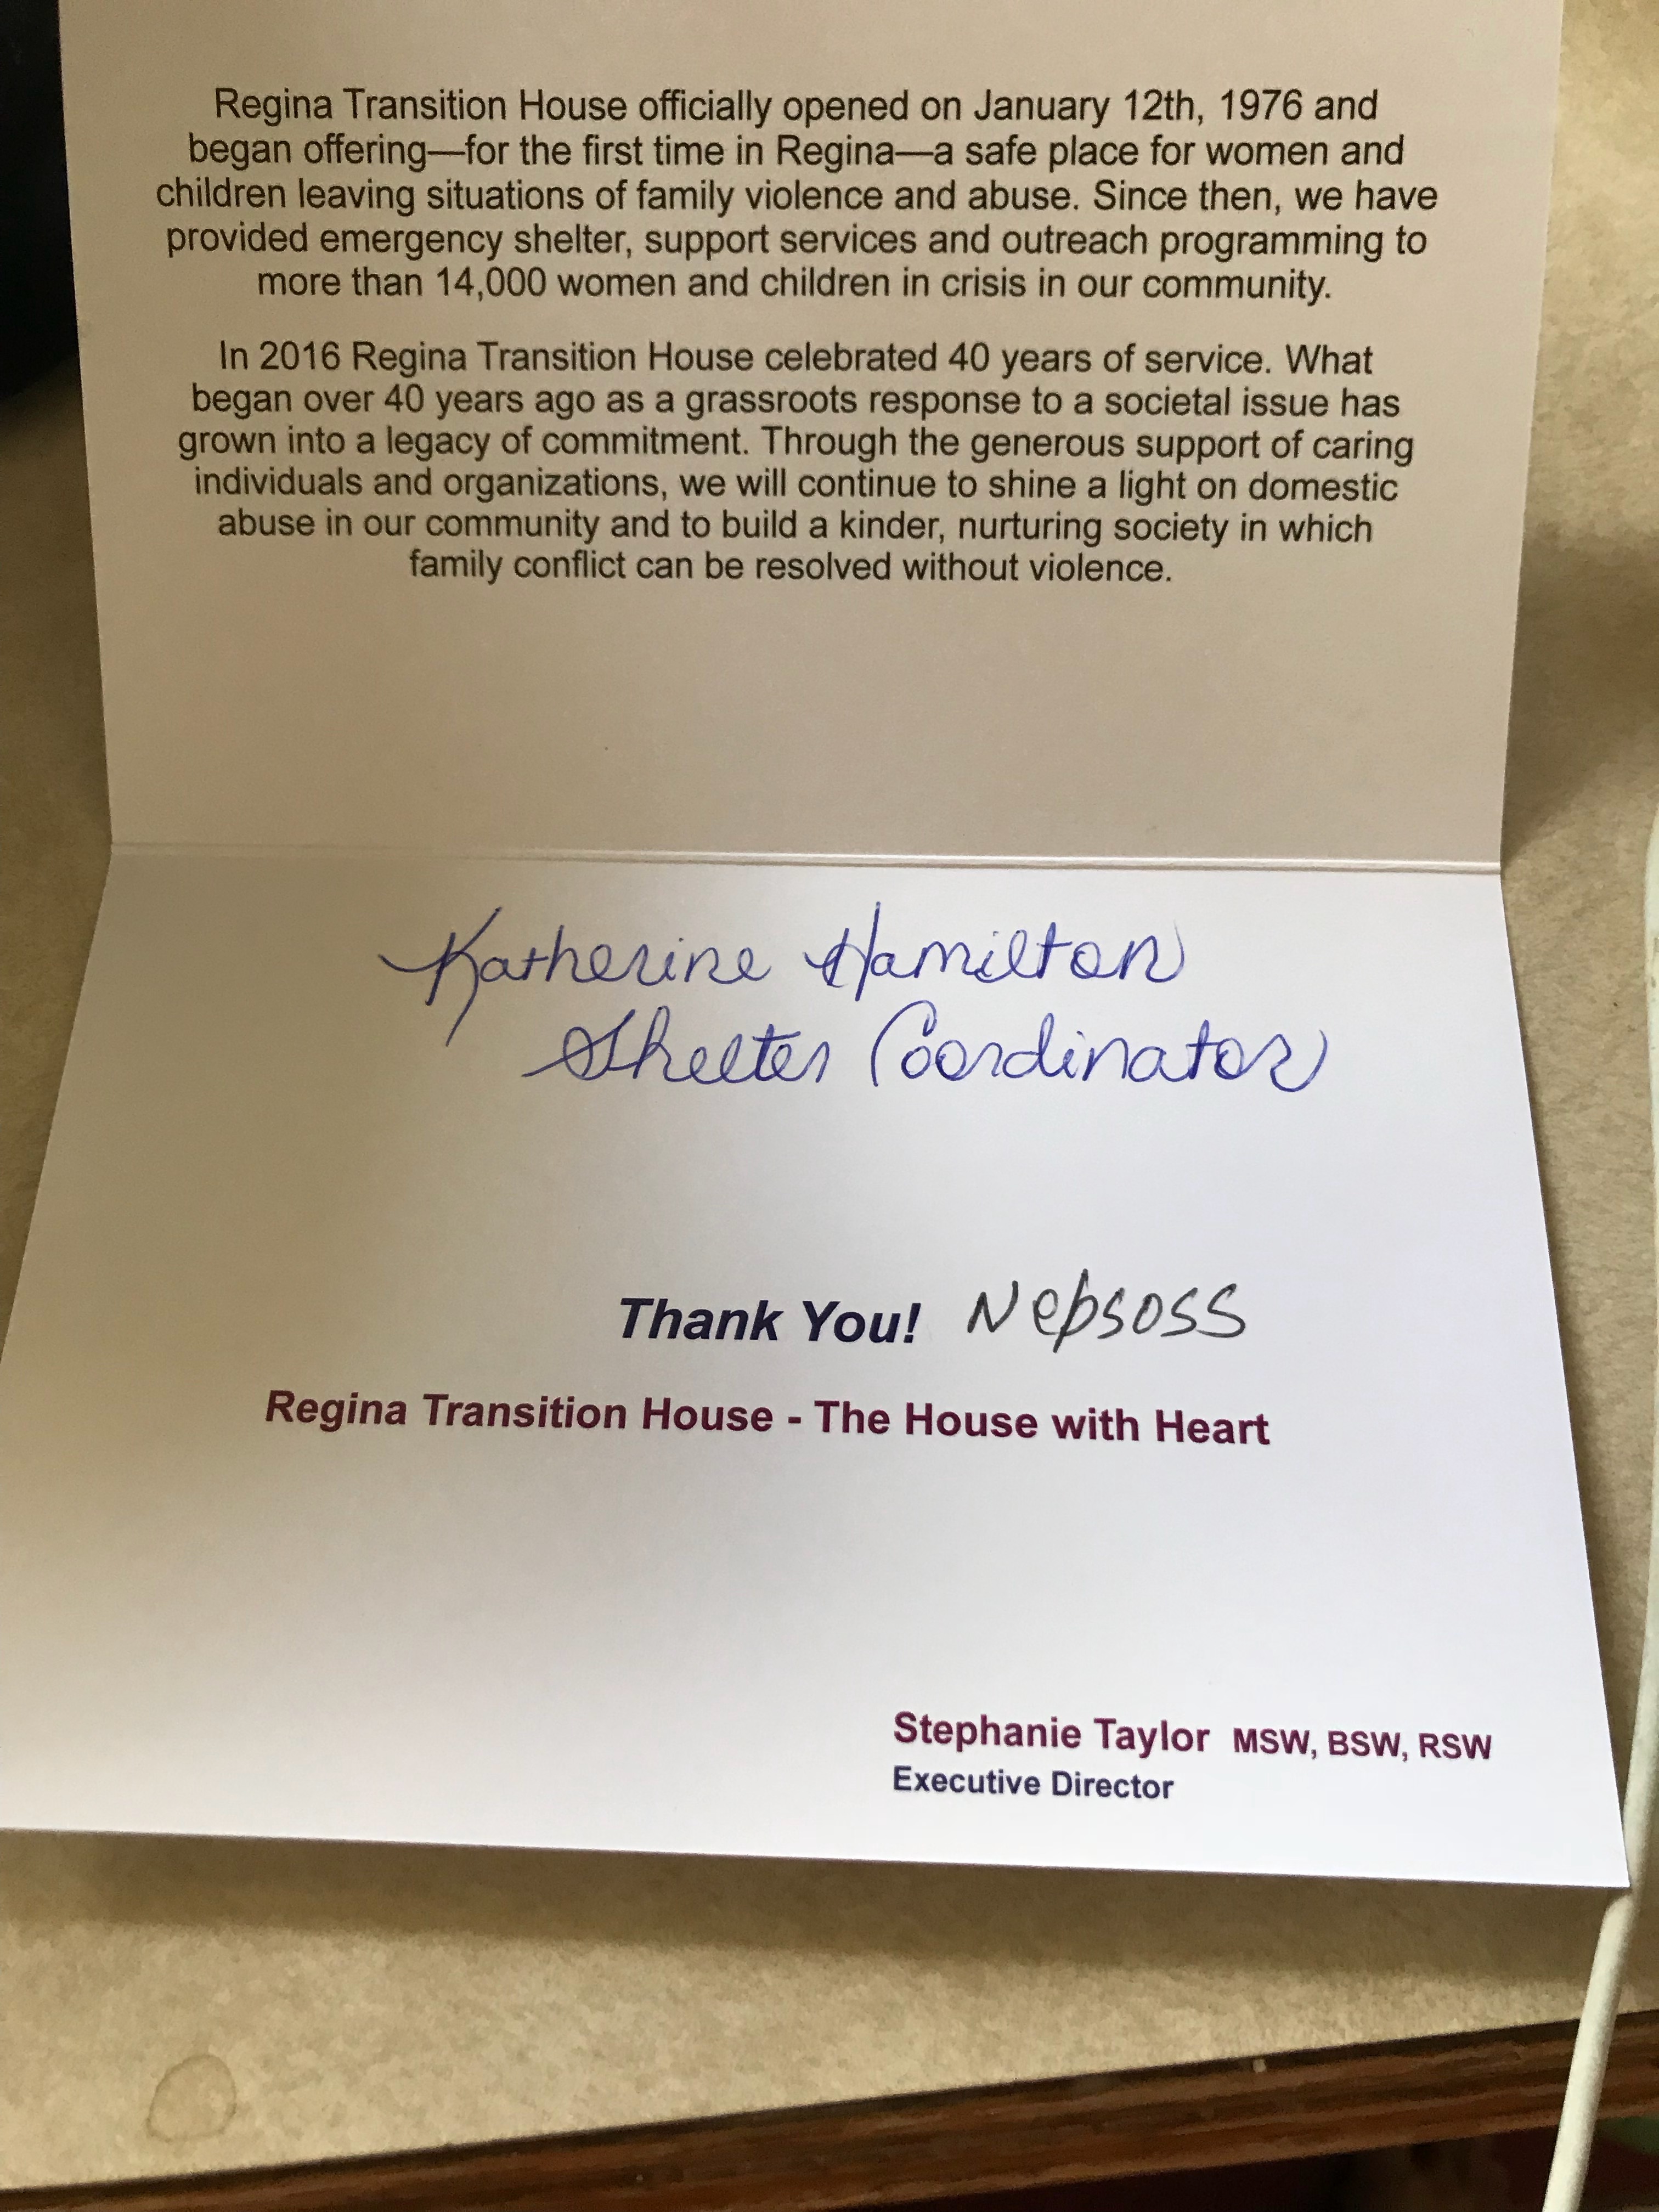 Regina Transition House officially opened on January 12th, 1976 and
began offering—for the first time in Regina—a safe place for women and
children leaving situations of family violence and abuse. Since then, we have
provided emergency shelter, support services and outreach programming to
more than 14,000 women and children in crisis in our community.
In 2016 Regina Transition House celebrated 40 years of service. What
began over 40 years ago as a grassroots response to a societal issue has
grown into a legacy of commitment. Through the generous support of caring
individuals and organizations, we will continue to shine a light on domestic
abuse in our community and to build a kinder, nurturing society in which
family conflict can be resolved without violence.
Katherine Hamilton
Shelter Coordinator
Thank You! Nepsoss
Regina Transition House - The House with Heart
Stephanie Taylor MSW, BSW, RSW
Executive Director